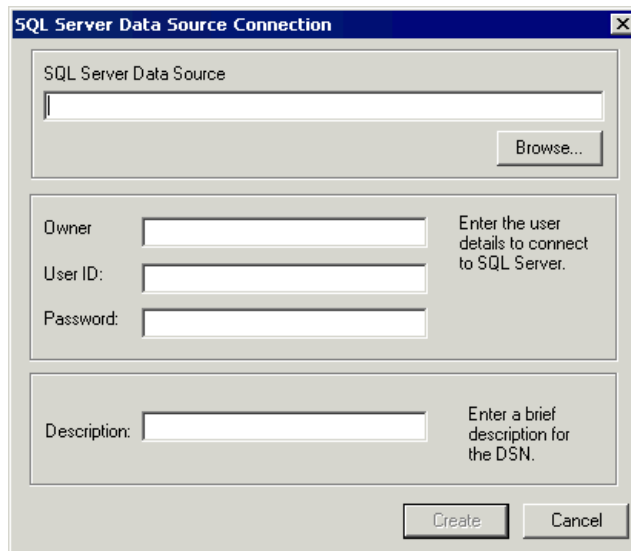 SQL Server Data Source Connection
SQL Server Data Source
Browse...
Owner
User ID:
Password:
Enter the user
details to connect
to SQL Server.
Description:
Enter a brief
description for
the DSN.
Create
Cancel